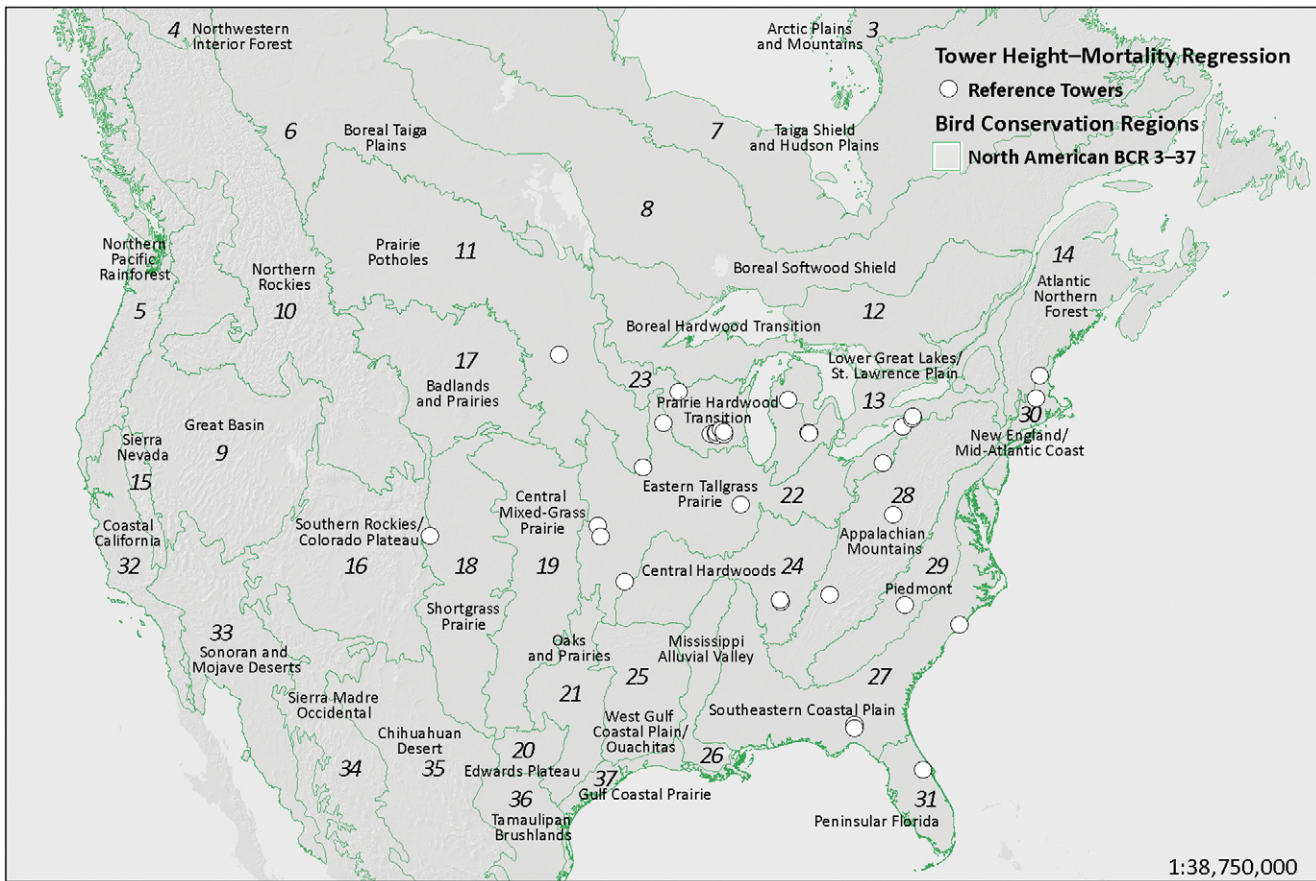 4 Northwestern
Interior Forest
Arctic Plains
and Mountains
3
Tower Height–Mortality Regression
Reference Towers
Bird Conservation Regions
North American BCR 3–37
6
Boreal Taiga
Plains
7
Taiga Shield
and Hudson Plains
8
Northern
Pacific
Rainforest
5
Northern
Rockies
10
Prairie
Potholes
11
Boreal Softwood Shield
12
14
Atlantic
Northern
Forest
Boreal Hardwood Transition
17
Badlands
and Prairies
23
Prairie Hardwood
Transition
Lower Great Lakes/
St. Lawrence Plain
13
30
New England/
Mid-Atlantic Coast
Great Basin
9
Sierra
Nevada
15
Coastal
California
32
Southern Rockies/
Colorado Plateau
16
18
Shortgrass
Prairie
Central
Mixed-Grass
Prairie
19
Eastern Tallgrass
Prairie
22
28
Appalachian
Mountains
29
Piedmont
Central Hardwoods
24
33
Sonoran and
Mojave Deserts
Oaks
and Prairies
21
Mississippi
Alluvial Valley
25
West Gulf
Coastal Plain/
Ouachitas
27
Southeastern Coastal Plain
26
Sierra Madre
Occidental
34
Chihuahuan
Desert
35
20
Edwards Plateau
37
Gulf Coastal Prairie
36
Tamaulipan
Brushlands
31
Peninsular Florida
1:38,750,000